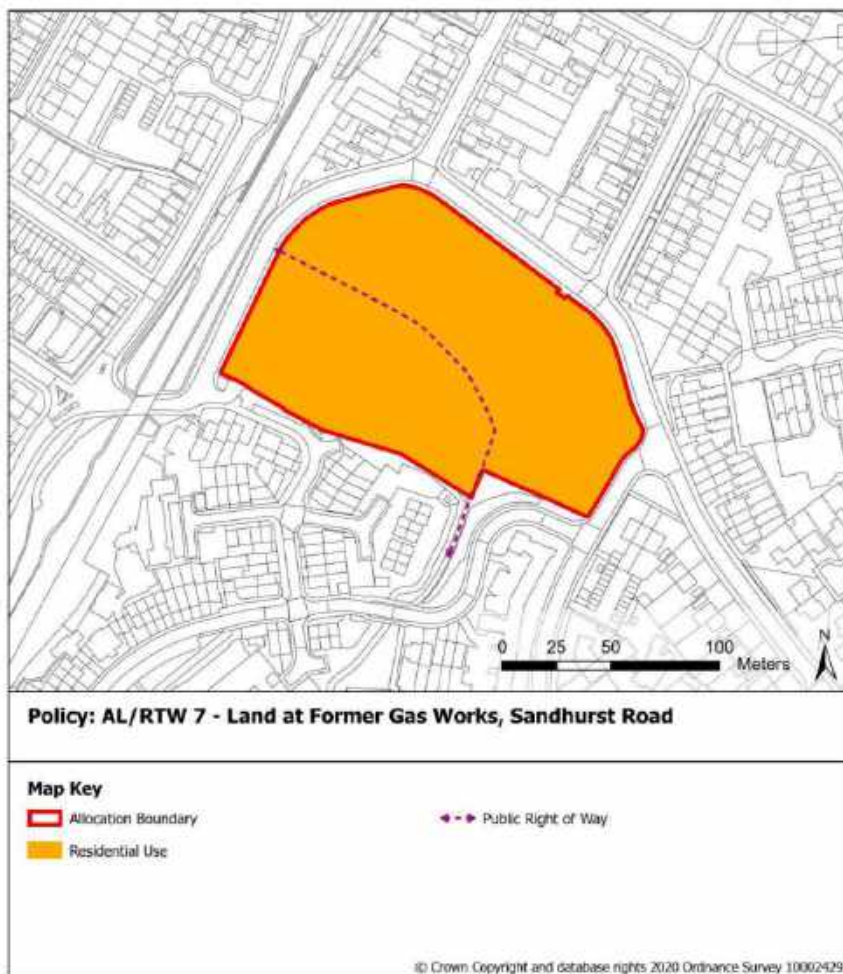 0 25 50 100
Meters
N
Policy: AL/RTW 7 - Land at Former Gas Works, Sandhurst Road
Map Key
Allocation Boundary
Public Right of Way
Residential Use
© Crown Copyright and database rights 2020 Ordnance Survey 10002429